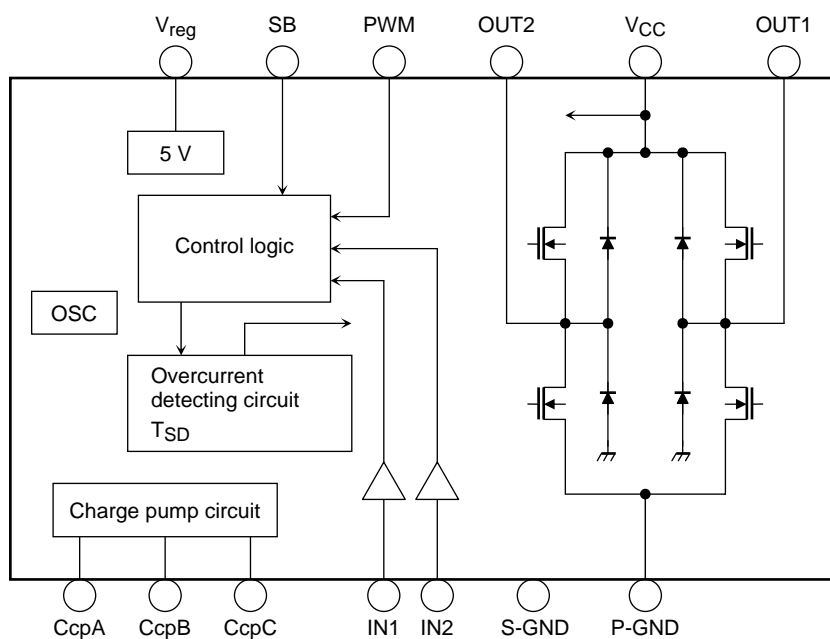 Vreg SB PWM OUT2 VCC OUT1
5 V
Control logic
OSC
Overcurrent
detecting circuit
TSD
Charge pump circuit
CcpA CcpB CcpC IN1 IN2 S-GND P-GND